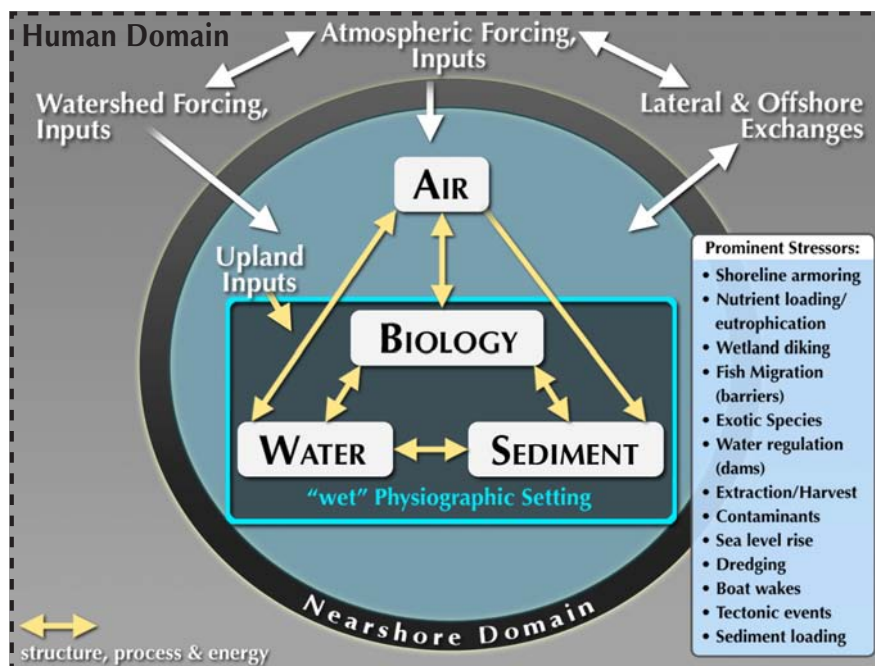 Human Domain
Atmospheric Forcing,
Inputs
Watershed Forcing,
Inputs
Lateral & Offshore
Exchanges
AIR
Upland
Inputs
BIOLOGY
WATER
SEDIMENT
“wet” Physiographic Setting
Nearshore Domain
structure, process & energy
Prominent Stressors:
• Shoreline armoring
• Nutrient loading/
eutrophication
• Wetland diking
• Fish Migration
(barriers)
• Exotic Species
• Water regulation
(dams)
• Extraction/Harvest
• Contaminants
• Sea level rise
• Dredging
• Boat wakes
• Tectonic events
• Sediment loading